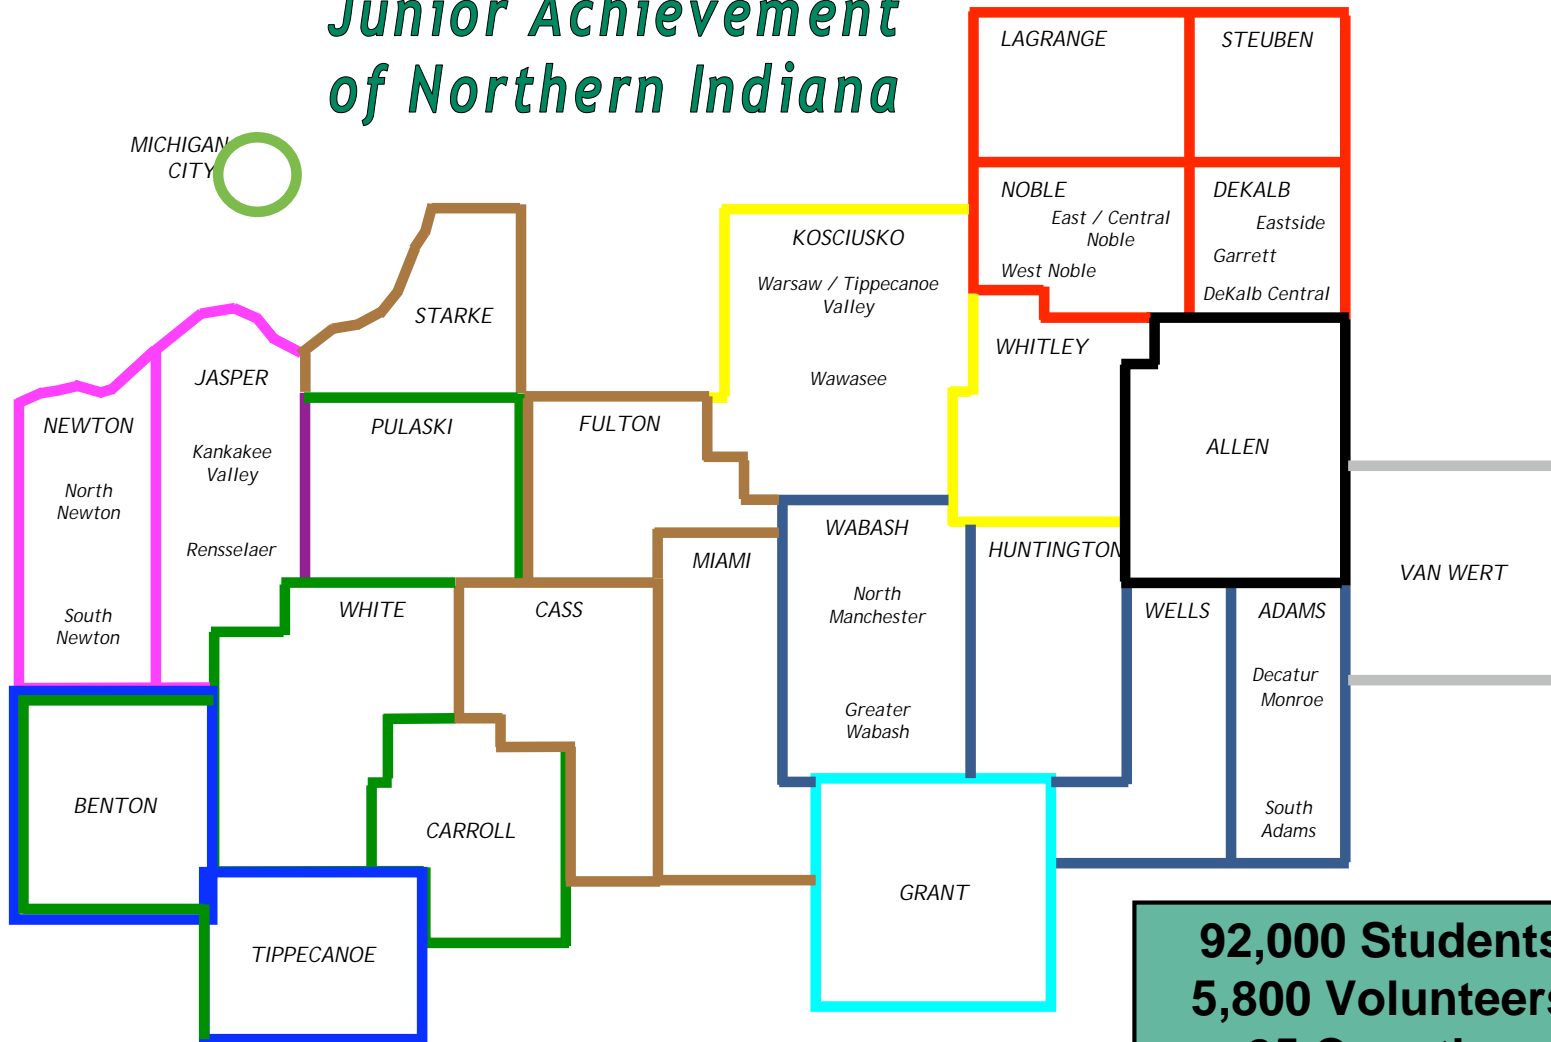 Junior Achievement
of Northern Indiana
LAGRANGE
STEUBEN
MICHIGAN
CITY
NOBLE
East / Central
Noble
West Noble
DEKALB
Eastside
Garrett
DeKalb Central
KOSCIUSKO
Warsaw / Tippecanoe
Valley
Wawasee
STARKE
WHITLEY
JASPER
Kankakee
Valley
Rensselaer
NEWTON
North
Newton
South
Newton
PULASKI
FULTON
ALLEN
WABASH
North
Manchester
Greater
Wabash
HUNTINGTON
MIAMI
VAN WERT
WHITE
CASS
WELLS
ADAMS
Decatur
Monroe
South
Adams
BENTON
CARROLL
GRANT
TIPPECANOE
92,000 Students
5,800 Volunteers